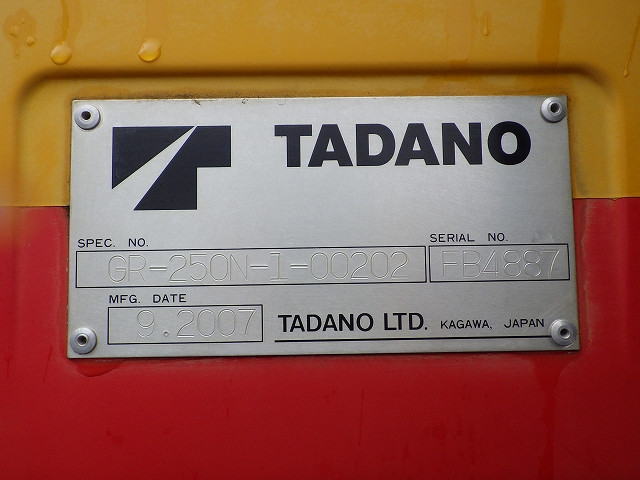 TADANO
SPEC. NO.
GR-250N-1-00202
SERIAL NO.
FB4887
MFG. DATE
9.2007
TADANO LTD. KAGAWA, JAPAN